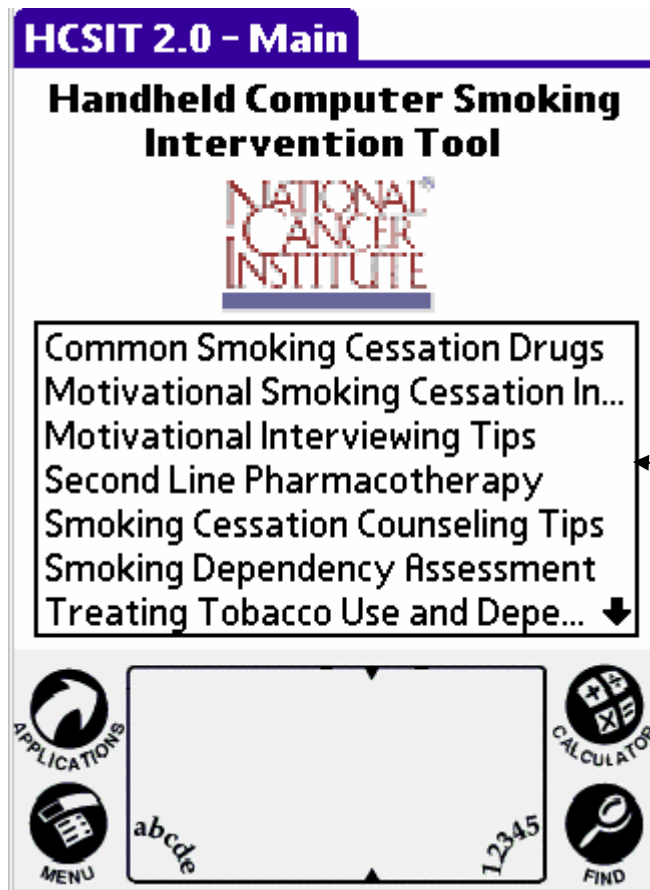 HCSIT 2.0 - Main
Handheld Computer Smoking
Intervention Tool
NATIONAL®
CANCER
INSTITUTE
Common Smoking Cessation Drugs
Motivational Smoking Cessation In...
Motivational Interviewing Tips
Second Line Pharmacotherapy
Smoking Cessation Counseling Tips
Smoking Dependency Assessment
Treating Tobacco Use and Depe...
APPLICATIONS
CALCULATOR
MENU
abcde
12345
FIND